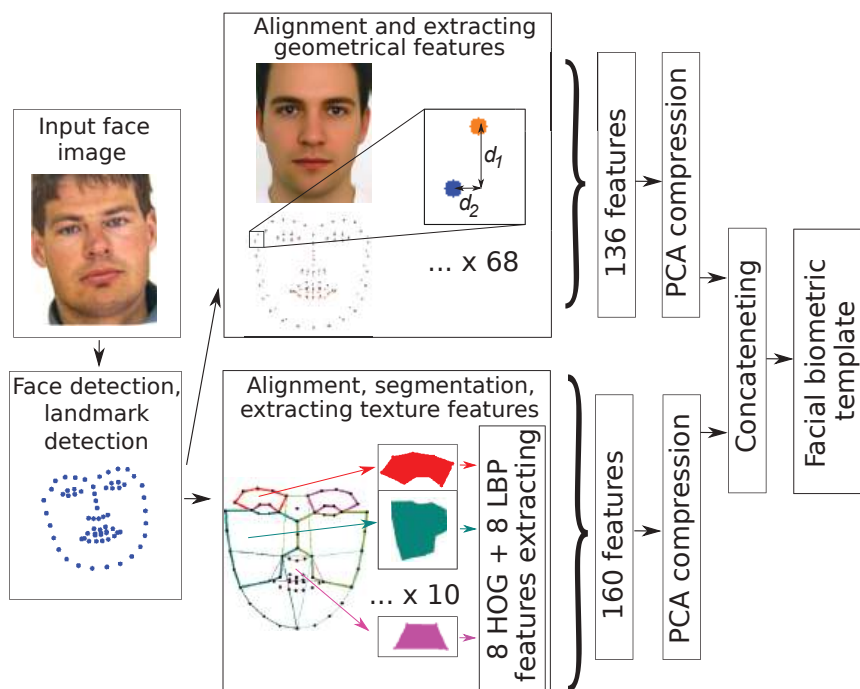 Input face
image
Face detection,
landmark
detection
Alignment and extracting
geometrical features
d1
d2
... x 68
136 features
PCA compression
Alignment, segmentation,
extracting texture features
... x 10
8 HOG + 8 LBP
features extracting
160 features
PCA compression
Concateneting
Facial biometric
template